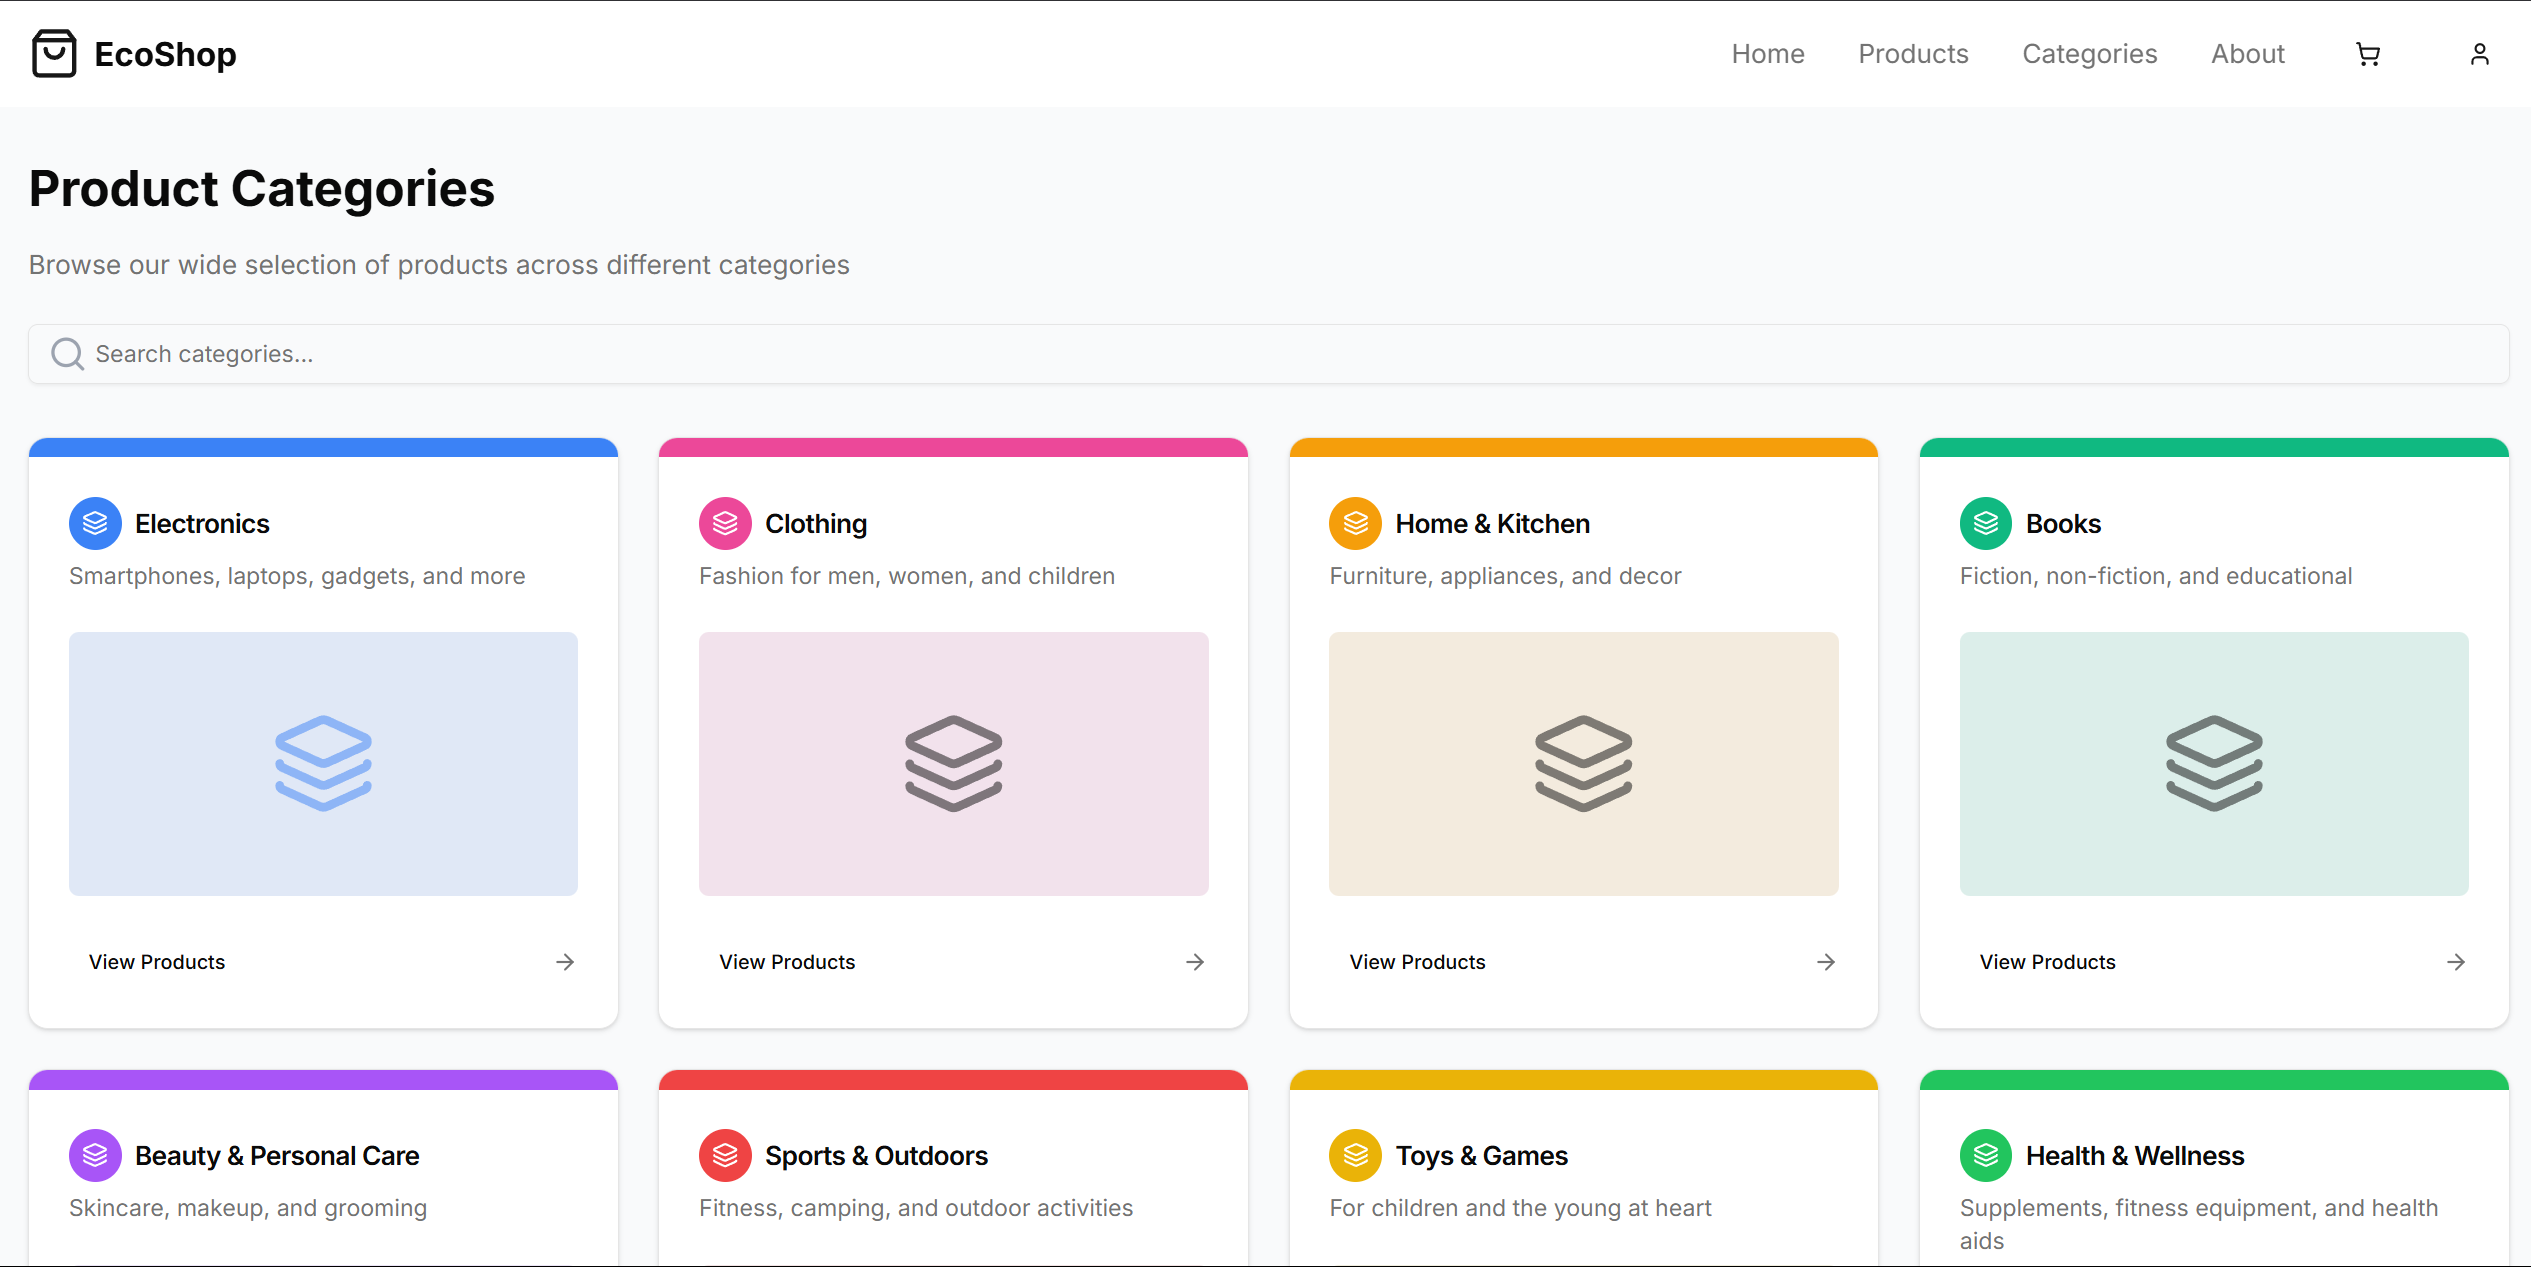 EcoShop
Home
Products
Categories
About
Product Categories
Browse our wide selection of products across different categories
Search categories...
Electronics
Smartphones, laptops, gadgets, and more
View Products
Clothing
Fashion for men, women, and children
View Products
Home & Kitchen
Furniture, appliances, and decor
View Products
Books
Fiction, non-fiction, and educational
View Products
Beauty & Personal Care
Skincare, makeup, and grooming
Sports & Outdoors
Fitness, camping, and outdoor activities
Toys & Games
For children and the young at heart
Health & Wellness
Supplements, fitness equipment, and health
aids